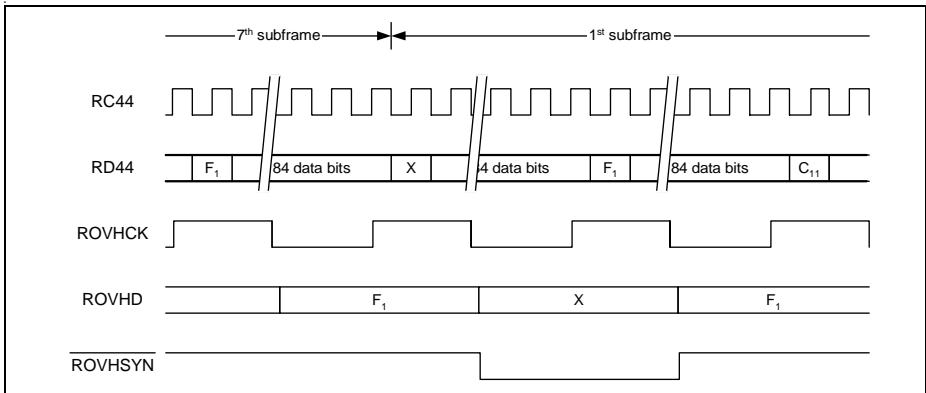 7th subframe 1st subframe
RC44
RD44 F1 84 data bits X 84 data bits F1 84 data bits C11
ROVHCK
ROVHD F1 X F1
ROVHSYN